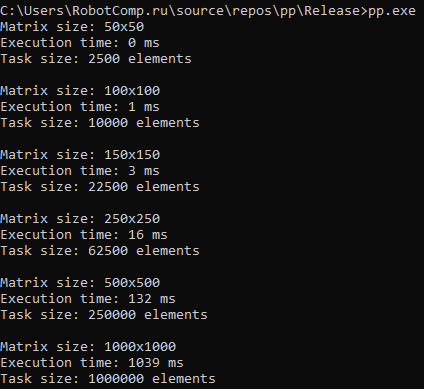 C:\Users\RobotComp.ru\source\repos\pp\Release>pp.exe
Matrix size: 50x50
Execution time: 0 ms
Task size: 2500 elements
Matrix size: 100x100
Execution time: 1 ms
Task size: 10000 elements
Matrix size: 150x150
Execution time: 3 ms
Task size: 22500 elements
Matrix size: 250x250
Execution time: 16 ms
Task size: 62500 elements
Matrix size: 500x500
Execution time: 132 ms
Task size: 250000 elements
Matrix size: 1000x1000
Execution time: 1039 ms
Task size: 1000000 elements